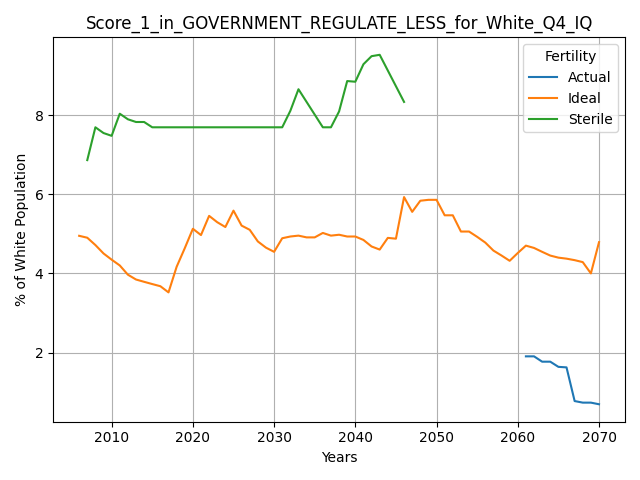 Score_1_in_GOVERNMENT_REGULATE_LESS_for_White_Q4_IQ
% of White Population
8
6
4
2
Fertility
Actual
Ideal
Sterile
2010 2020 2030 2040 2050 2060 2070
Years